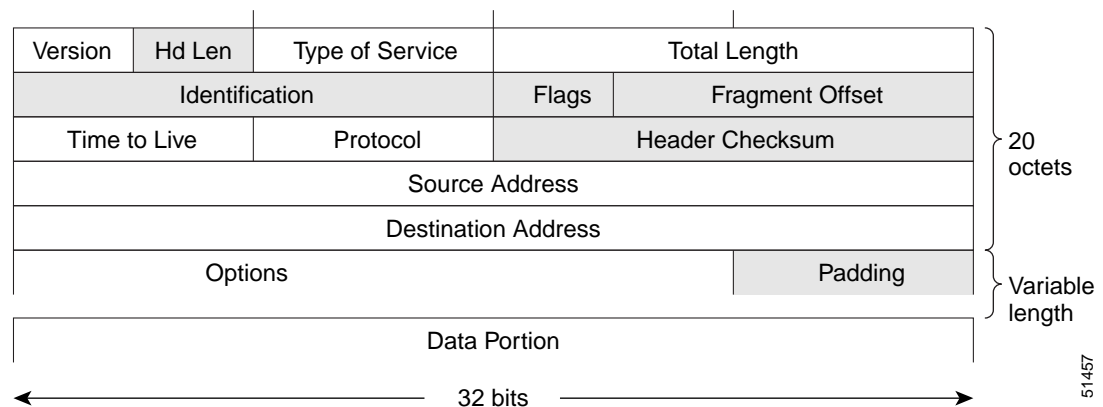 Version Hd Len Type of Service Total Length
Identification Flags Fragment Offset
Time to Live Protocol Header Checksum
20
octets
Source Address
Destination Address
Options Padding
Variable
length
Data Portion
32 bits
51457